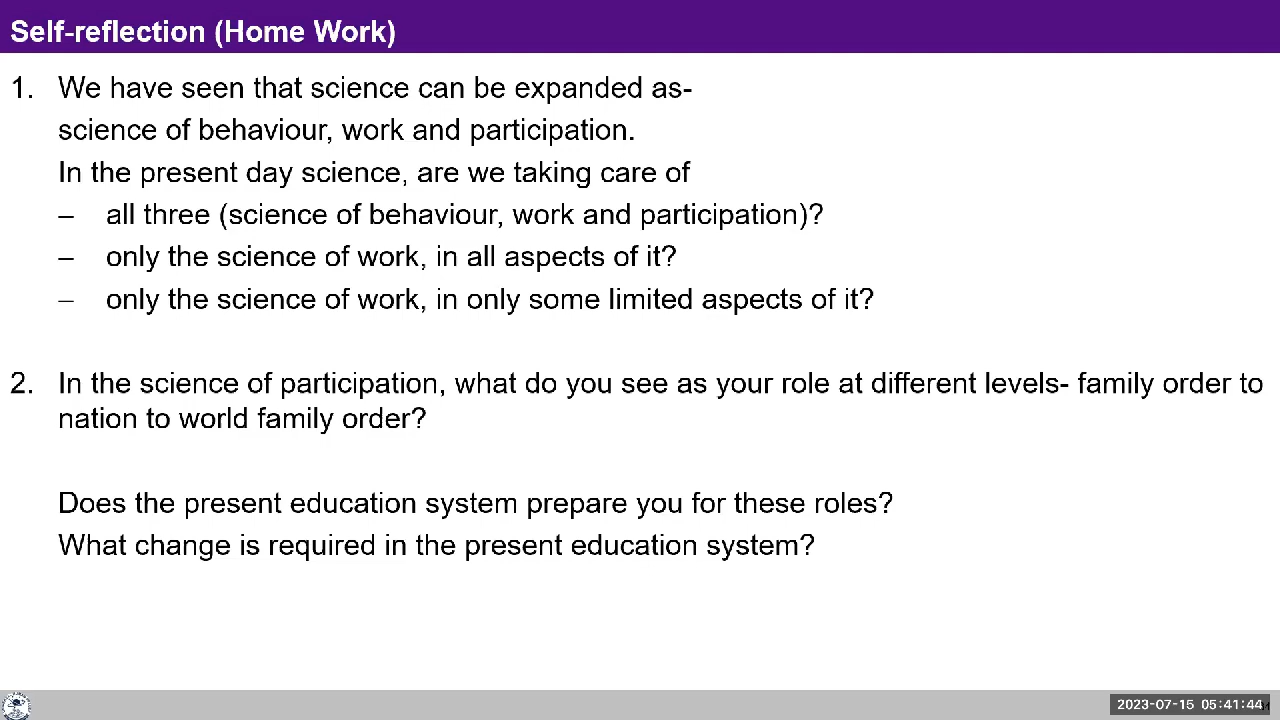 Self-reflection (Home Work)
1. We have seen that science can be expanded as-
science of behaviour, work and participation.
In the present day science, are we taking care of
– all three (science of behaviour, work and participation)?
– only the science of work, in all aspects of it?
– only the science of work, in only some limited aspects of it?
2. In the science of participation, what do you see as your role at different levels- family order to
nation to world family order?
Does the present education system prepare you for these roles?
What change is required in the present education system?
2023-07-15 05:41:44